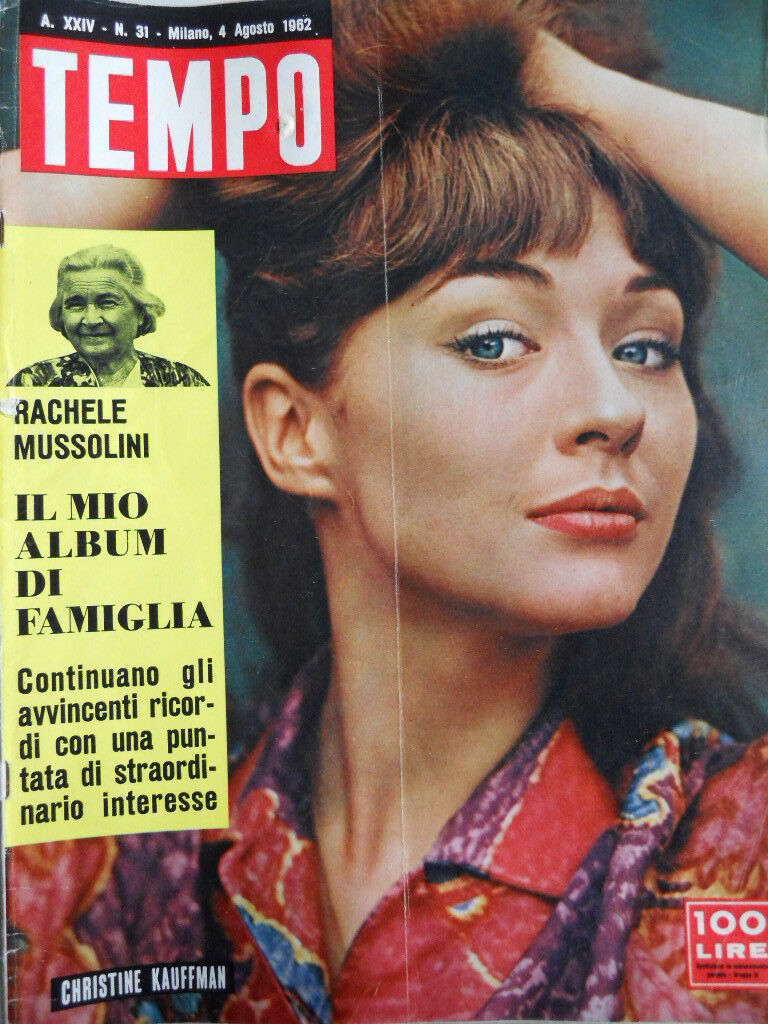 A. XXIV - N. 31 - Milano, 4 Agosto 1962
TEMPO
RACHELE
MUSSOLINI
IL MIO
ALBUM
DI
FAMIGLIA
Continuano gli
avvincenti ricor-
di con una pun-
tata di straordi-
nario interesse
CHRISTINE KAUFFMAN
100
LIRE